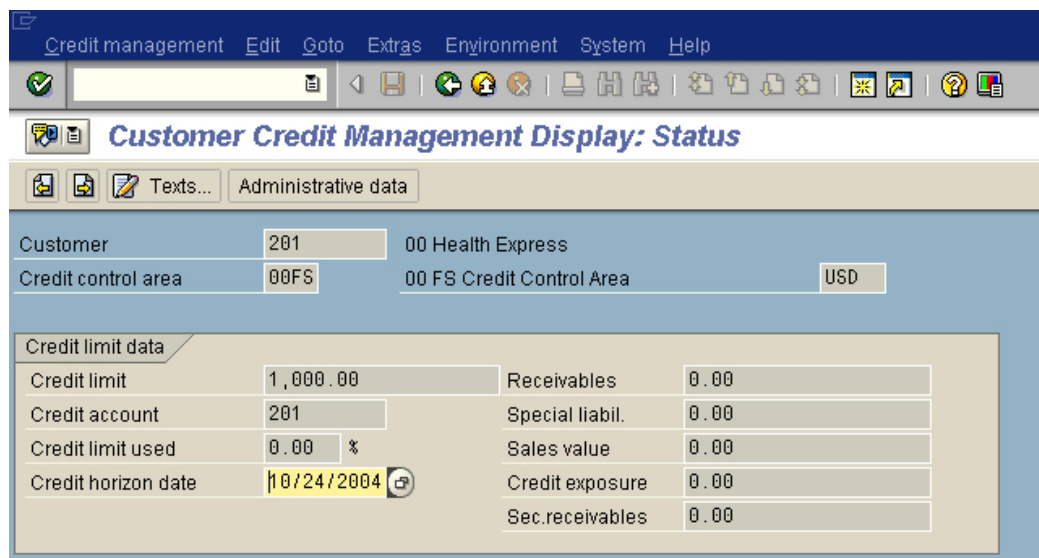 Credit management Edit Goto Extras Environment System Help
Customer Credit Management Display: Status
Texts... Administrative data
Customer 201 00 Health Express
Credit control area 00FS 00 FS Credit Control Area USD
Credit limit data
Credit limit 1,000.00 Receivables 0.00
Credit account 201 Special liabil. 0.00
Credit limit used 0.00 % Sales value 0.00
Credit horizon date 10/24/2004 Credit exposure 0.00
Sec.receivables 0.00